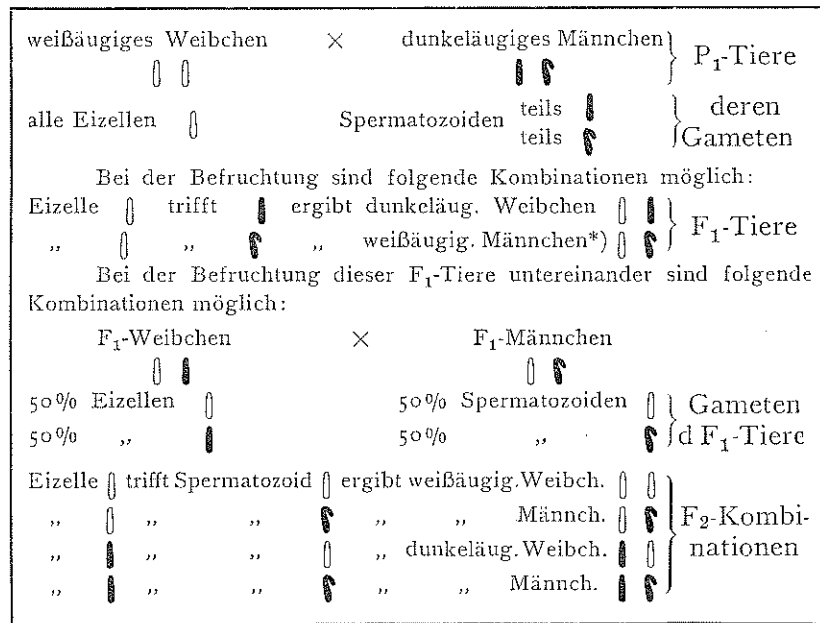 weißäugiges Weibchen × dunkeläugiges Männchen
P₁-Tiere
alle Eizellen Spermatozoiden teils
teils
deren
Gameten
Bei der Befruchtung sind folgende Kombinationen möglich:
Eizelle trifft ergibt dunkeläug. Weibchen
„ „ „ weißäugig. Männchen*)
F₁-Tiere
Bei der Befruchtung dieser F₁-Tiere untereinander sind folgende
Kombinationen möglich:
F₁-Weibchen × F₁-Männchen
50% Eizellen 50% Spermatozoiden
50% „ 50% „
Gameten
d F₁-Tiere
Eizelle trifft Spermatozoid ergibt weißäugig. Weibch.
„ „ „ „ „ Männch.
„ „ „ „ dunkeläug. Weibch.
„ „ „ „ „ Männch.
F₂-Kombi-
nationen